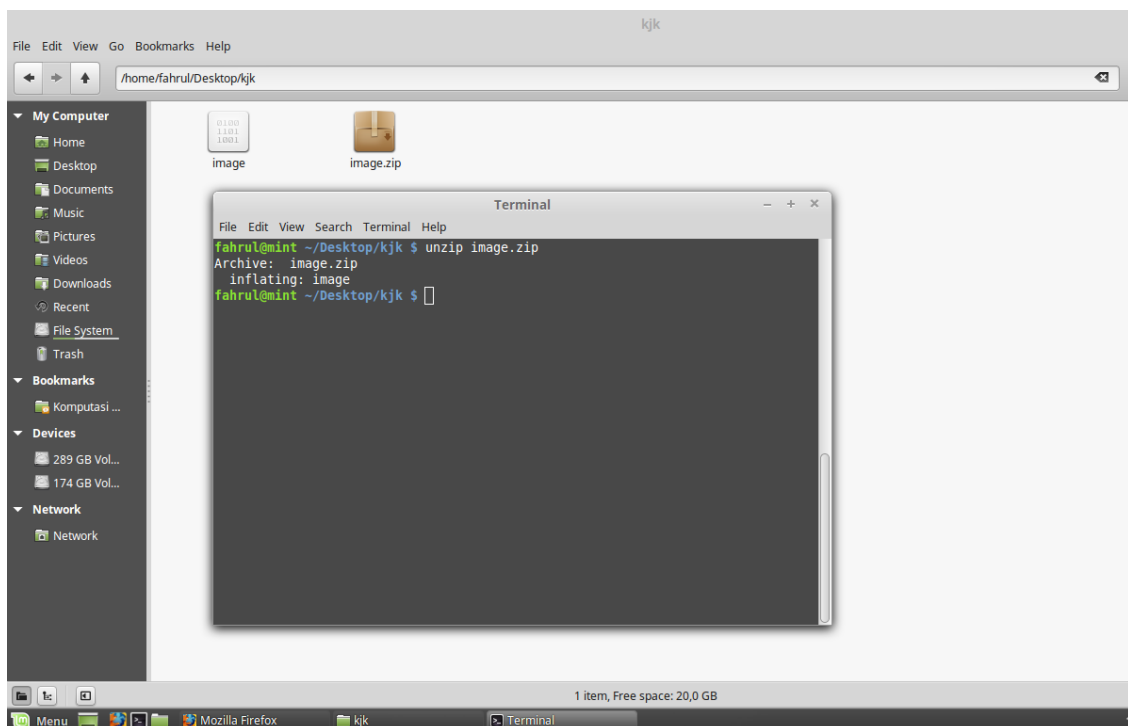 kjk
File Edit View Go Bookmarks Help
/home/fahrul/Desktop/kjk
My Computer
Home
Desktop
Documents
Music
Pictures
Videos
Downloads
Recent
File System
Trash
Bookmarks
Komputasi ...
Devices
289 GB Vol...
174 GB Vol...
Network
Network
0100
1101
1001
image
image.zip
Terminal
File Edit View Search Terminal Help
fahrul@mint ~/Desktop/kjk $ unzip image.zip
Archive:  image.zip
  inflating: image
fahrul@mint ~/Desktop/kjk $
1 item, Free space: 20,0 GB
Menu Mozilla Firefox kjk Terminal